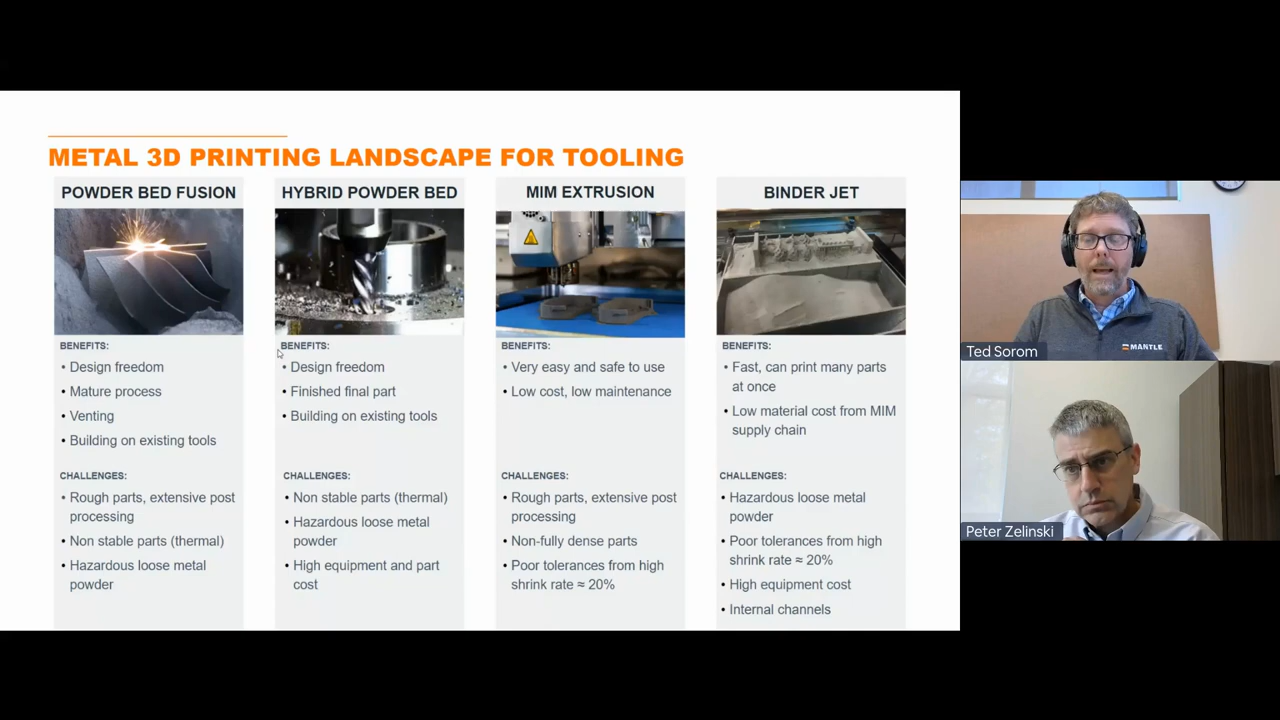 METAL 3D PRINTING LANDSCAPE FOR TOOLING
POWDER BED FUSION
BENEFITS:
• Design freedom
• Mature process
• Venting
• Building on existing tools
CHALLENGES:
• Rough parts, extensive post
processing
• Non stable parts (thermal)
• Hazardous loose metal
powder
HYBRID POWDER BED
BENEFITS:
• Design freedom
• Finished final part
• Building on existing tools
CHALLENGES:
• Non stable parts (thermal)
• Hazardous loose metal
powder
• High equipment and part
cost
MIM EXTRUSION
BENEFITS:
• Very easy and safe to use
• Low cost, low maintenance
CHALLENGES:
• Rough parts, extensive post
processing
• Non-fully dense parts
• Poor tolerances from high
shrink rate ≈ 20%
BINDER JET
BENEFITS:
• Fast, can print many parts
at once
• Low material cost from MIM
supply chain
CHALLENGES:
• Hazardous loose metal
powder
• Poor tolerances from high
shrink rate ≈ 20%
• High equipment cost
• Internal channels
MANTLE
Ted Sorom
Peter Zelinski